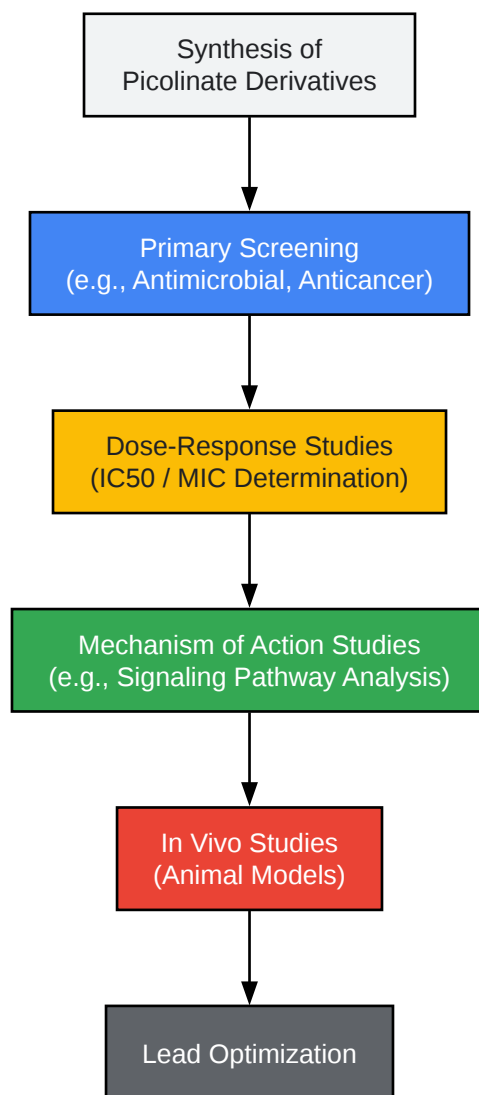 Synthesis of
Picolinate Derivatives
Primary Screening
(e.g., Antimicrobial, Anticancer)
Dose-Response Studies
(IC50 / MIC Determination)
Mechanism of Action Studies
(e.g., Signaling Pathway Analysis)
In Vivo Studies
(Animal Models)
Lead Optimization